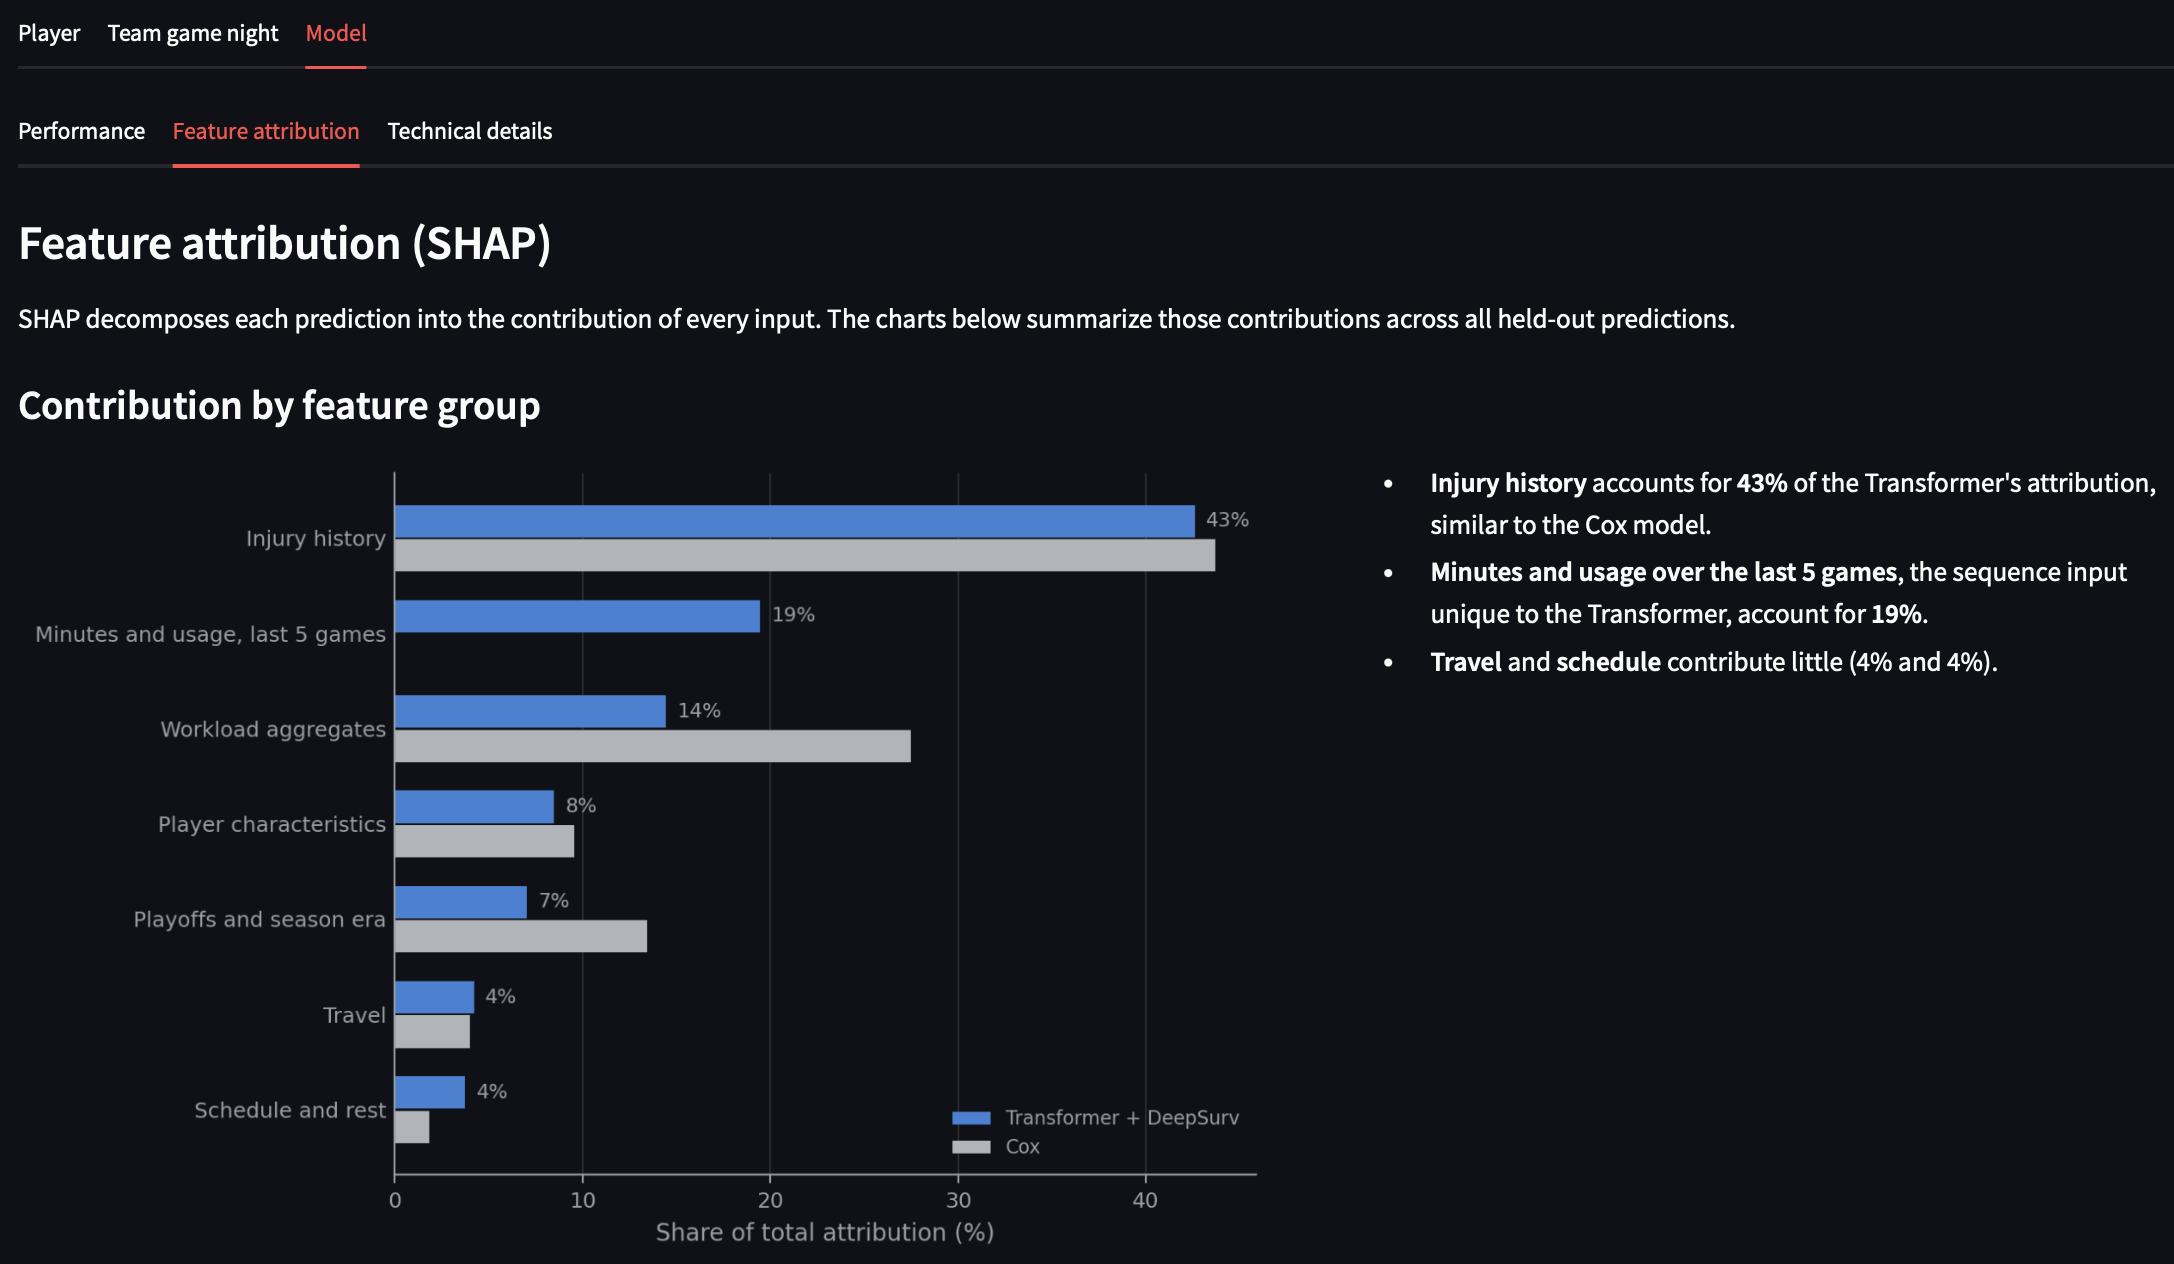 Player Team game night Model
Performance Feature attribution Technical details
Feature attribution (SHAP)
SHAP decomposes each prediction into the contribution of every input. The charts below summarize those contributions across all held-out predictions.
Contribution by feature group
Injury history 43%
Minutes and usage, last 5 games 19%
Workload aggregates 14%
Player characteristics 8%
Playoffs and season era 7%
Travel 4%
Schedule and rest 4%
Transformer + DeepSurv
Cox
0 10 20 30 40
Share of total attribution (%)
• Injury history accounts for 43% of the Transformer's attribution,
similar to the Cox model.
• Minutes and usage over the last 5 games, the sequence input
unique to the Transformer, account for 19%.
• Travel and schedule contribute little (4% and 4%).